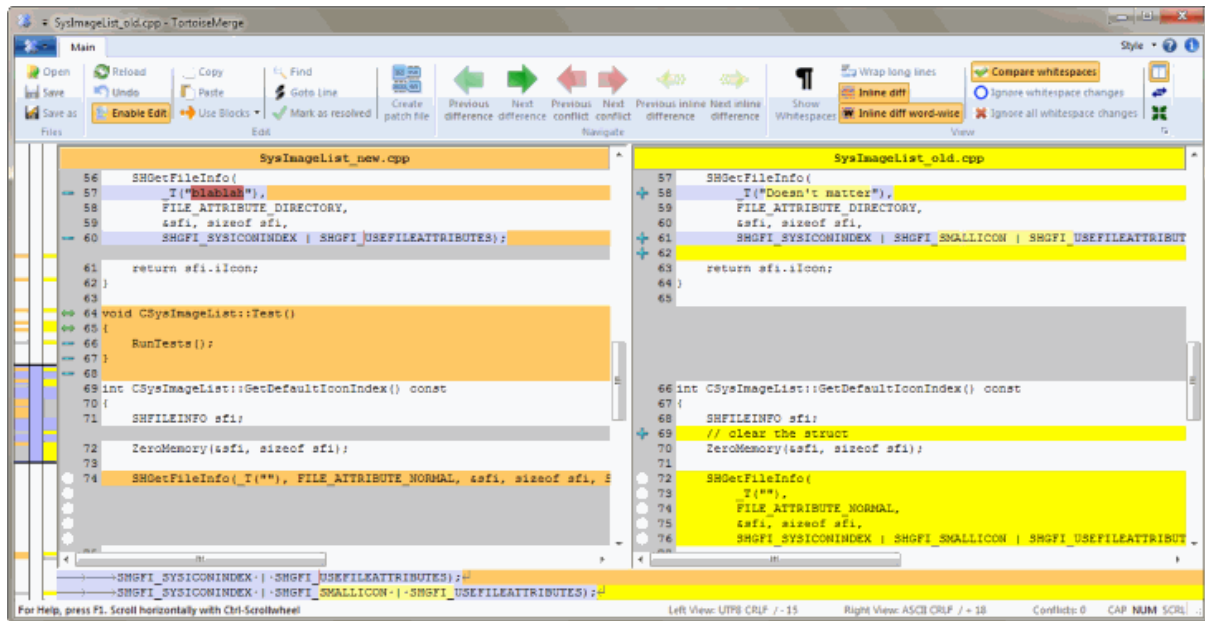 SysImageList_old.cpp - TortoiseMerge
Main
Style
Open
Save
Save as
Files
Reload
Undo
Enable Edit
Copy
Paste
Use Blocks
Find
Goto Line
Mark as resolved
Edit
Create patch file
Previous difference
Next difference
Previous conflict
Next conflict
Previous inline difference
Next inline difference
Navigate
Show Whitespaces
Wrap long lines
Inline diff
Inline diff word-wise
Compare whitespaces
Ignore whitespace changes
Ignore all whitespace changes
View
SysImageList_new.cpp
56 SHGetFileInfo(
57 _T("blablah"),
58 FILE_ATTRIBUTE_DIRECTORY,
59 &sfi, sizeof sfi,
60 SHGFI_SYSICONINDEX | SHGFI_USEFILEATTRIBUTES);
61 return sfi.iIcon;
62 }
63
64 void CSysImageList::Test()
65 {
66 RunTests();
67 }
68
69 int CSysImageList::GetDefaultIconIndex() const
70 {
71 SHFILEINFO sfi;
72 ZeroMemory(&sfi, sizeof sfi);
73
74 SHGetFileInfo(_T(""), FILE_ATTRIBUTE_NORMAL, &sfi, sizeof sfi, S
SysImageList_old.cpp
57 SHGetFileInfo(
58 _T("Doesn't matter"),
59 FILE_ATTRIBUTE_DIRECTORY,
60 &sfi, sizeof sfi,
61 SHGFI_SYSICONINDEX | SHGFI_SMALLICON | SHGFI_USEFILEATTRIBUT
62
63 return sfi.iIcon;
64 }
65
66 int CSysImageList::GetDefaultIconIndex() const
67 {
68 SHFILEINFO sfi;
69 // clear the struct
70 ZeroMemory(&sfi, sizeof sfi);
71
72 SHGetFileInfo(
73 _T(""),
74 FILE_ATTRIBUTE_NORMAL,
75 &sfi, sizeof sfi,
76 SHGFI_SYSICONINDEX | SHGFI_SMALLICON | SHGFI_USEFILEATTRIBUT
SHGFI_SYSICONINDEX·|·SHGFI_USEFILEATTRIBUTES);
SHGFI_SYSICONINDEX·|·SHGFI_SMALLICON·|·SHGFI_USEFILEATTRIBUTES);
For Help, press F1. Scroll horizontally with Ctrl-Scrollwheel
Left View: UTF8 CRLF / - 15
Right View: ASCII CRLF / + 18
Conflicts: 0
CAP NUM SCRL